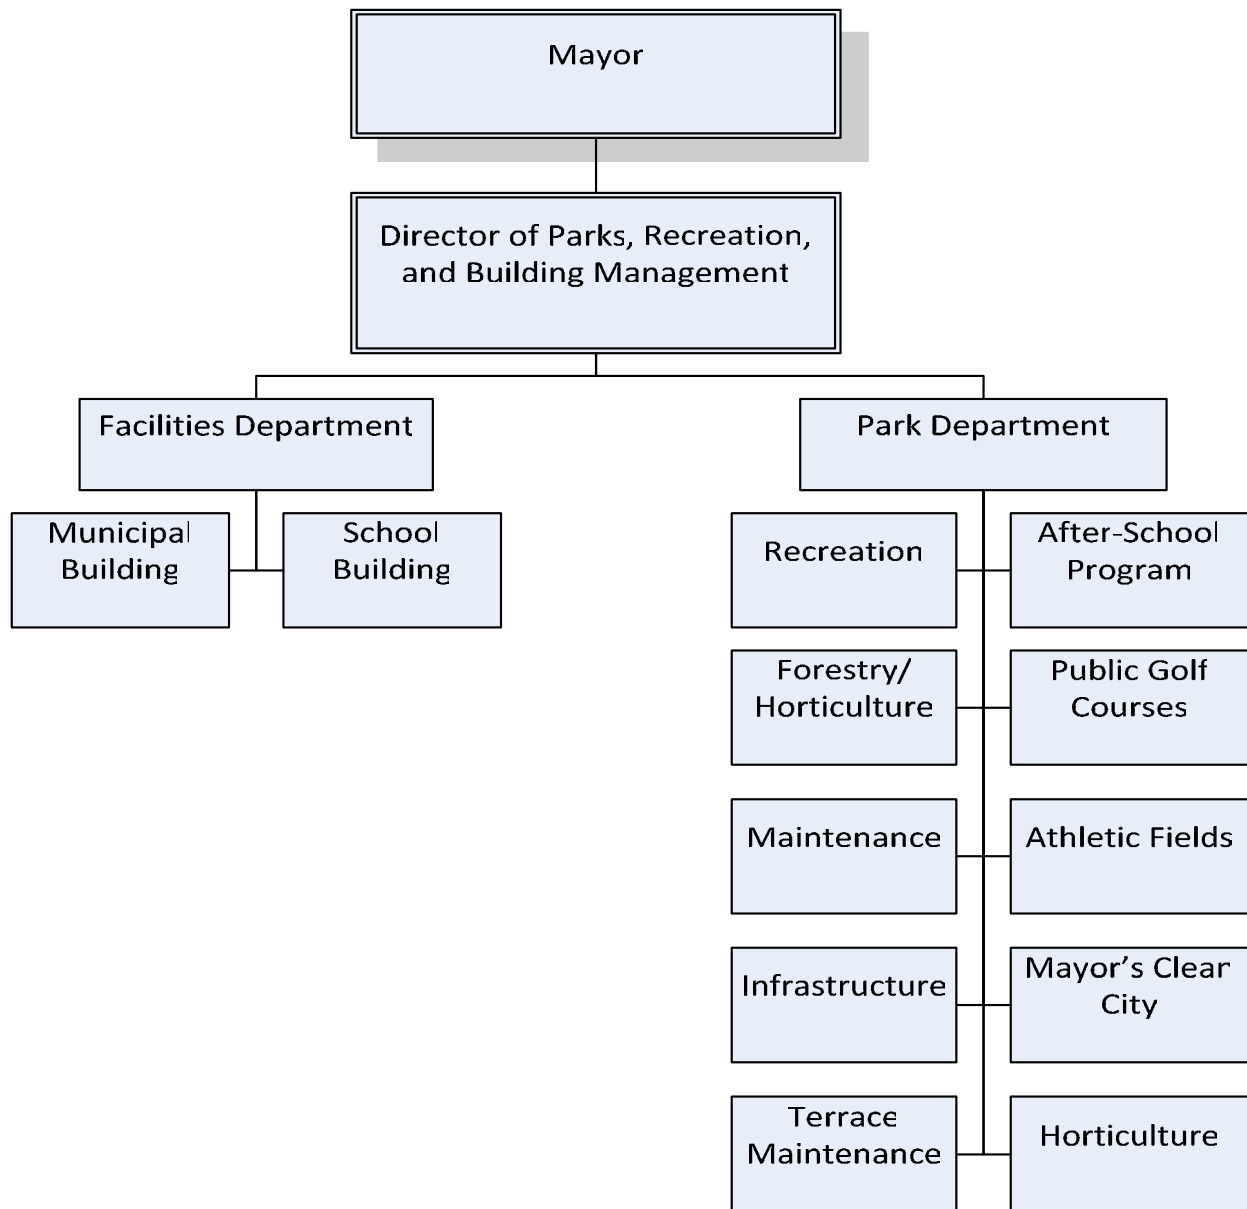 Mayor
Director of Parks, Recreation,
and Building Management
Facilities Department
Park Department
Municipal
Building
School
Building
Recreation
After-School
Program
Forestry/
Horticulture
Public Golf
Courses
Maintenance
Athletic Fields
Infrastructure
Mayor’s Clean
City
Terrace
Maintenance
Horticulture